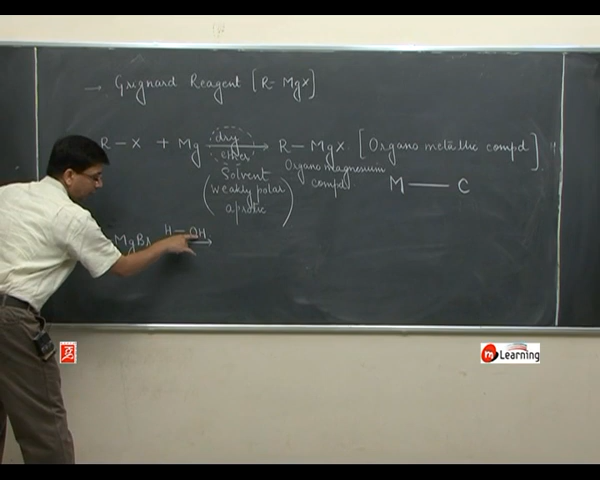 → Grignard Reagent [R-MgX]
R-X + Mg dry ether → R-MgX [Organo metallic compd].
Solvent
(weakly polar
aprotic)
Organo magnesium
compd
M — C
MgBr H-OH →
m Learning